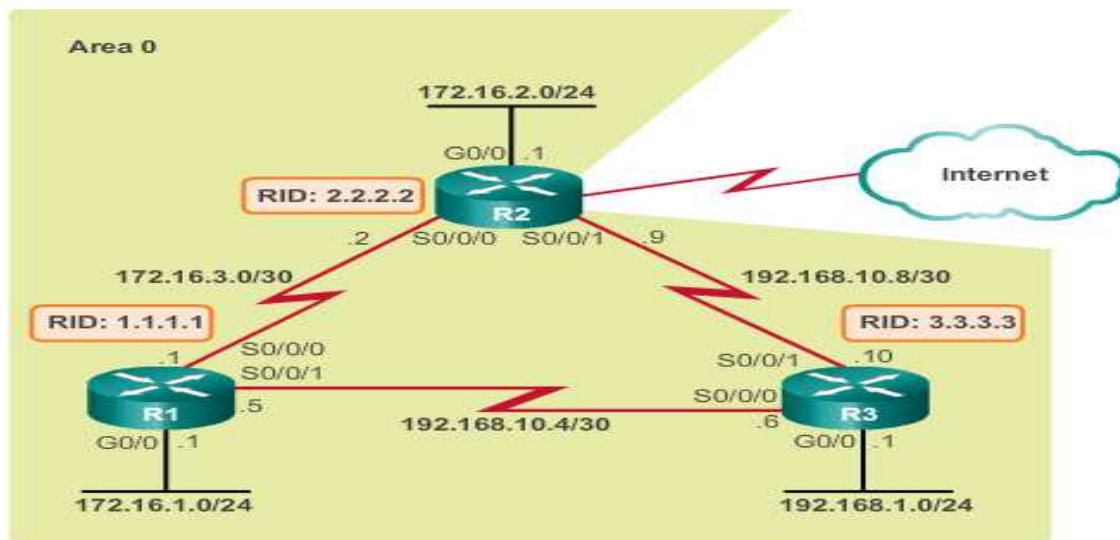 Area 0
172.16.2.0/24
G0/0
.1
Internet
RID: 2.2.2.2
R2
.2
S0/0/0
S0/0/1
.9
172.16.3.0/30
192.168.10.8/30
RID: 1.1.1.1
RID: 3.3.3.3
.1
S0/0/0
S0/0/1
.10
S0/0/1
S0/0/0
.5
R1
192.168.10.4/30
.6
R3
G0/0
.1
G0/0
.1
172.16.1.0/24
192.168.1.0/24